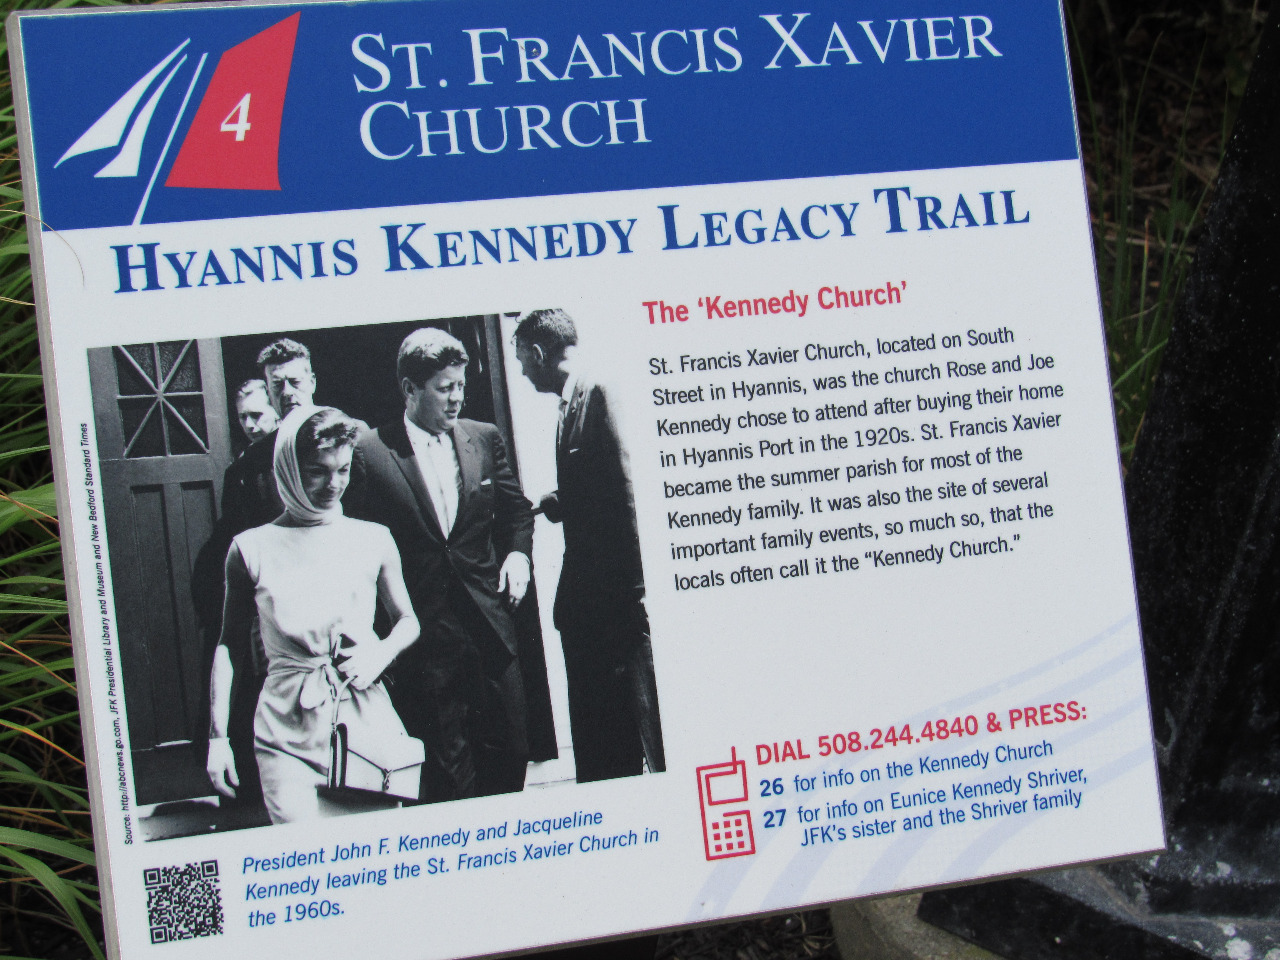 4
ST. FRANCIS XAVIER
CHURCH
HYANNIS KENNEDY LEGACY TRAIL
The ‘Kennedy Church’
St. Francis Xavier Church, located on South
Street in Hyannis, was the church Rose and Joe
Kennedy chose to attend after buying their home
in Hyannis Port in the 1920s. St. Francis Xavier
became the summer parish for most of the
Kennedy family. It was also the site of several
important family events, so much so, that the
locals often call it the “Kennedy Church.”
Source: http://abcnews.go.com, JFK Presidential Library and Museum and New Bedford Standard Times
President John F. Kennedy and Jacqueline
Kennedy leaving the St. Francis Xavier Church in
the 1960s.
DIAL 508.244.4840 & PRESS:
26 for info on the Kennedy Church
27 for info on Eunice Kennedy Shriver,
JFK's sister and the Shriver family